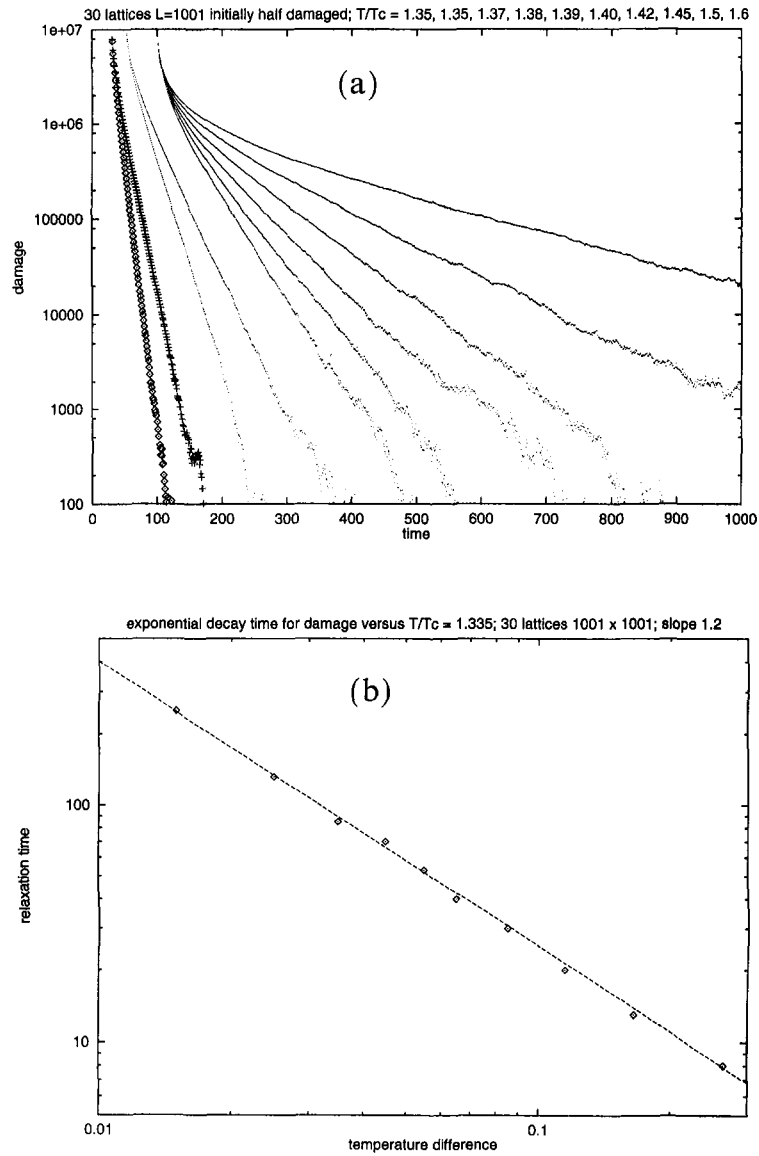 30 lattices L=1001 initially half damaged; T/Tc = 1.35, 1.35, 1.37, 1.38, 1.39, 1.40, 1.42, 1.45, 1.5, 1.6
(a)
1e+07
1e+06
100000
10000
1000
100
damage
0 100 200 300 400 500 600 700 800 900 1000
time
exponential decay time for damage versus T/Tc = 1.335; 30 lattices 1001 x 1001; slope 1.2
(b)
100
10
relaxation time
0.01 0.1
temperature difference